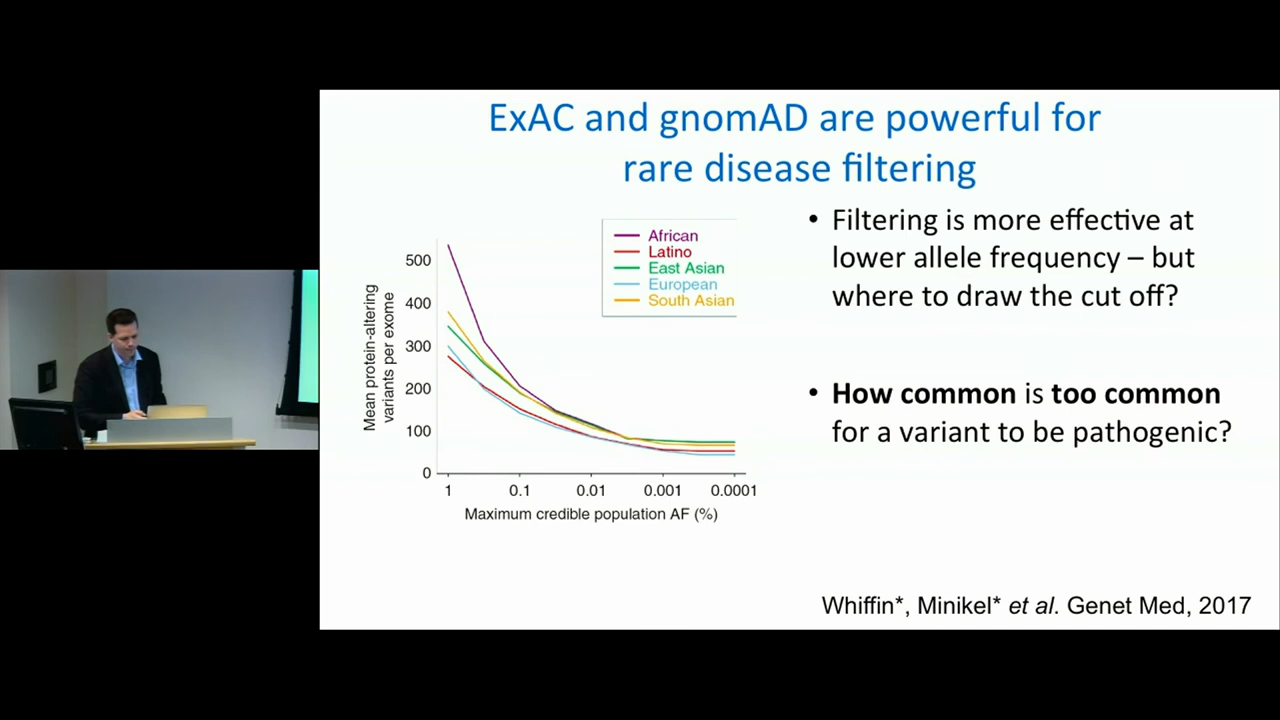 ExAC and gnomAD are powerful for
rare disease filtering
African
Latino
East Asian
European
South Asian
500
400
300
200
100
0
Mean protein-altering
variants per exome
1
0.1
0.01
0.001
0.0001
Maximum credible population AF (%)
• Filtering is more effective at
lower allele frequency – but
where to draw the cut off?
• How common is too common
for a variant to be pathogenic?
Whiffin*, Minikel* et al. Genet Med, 2017